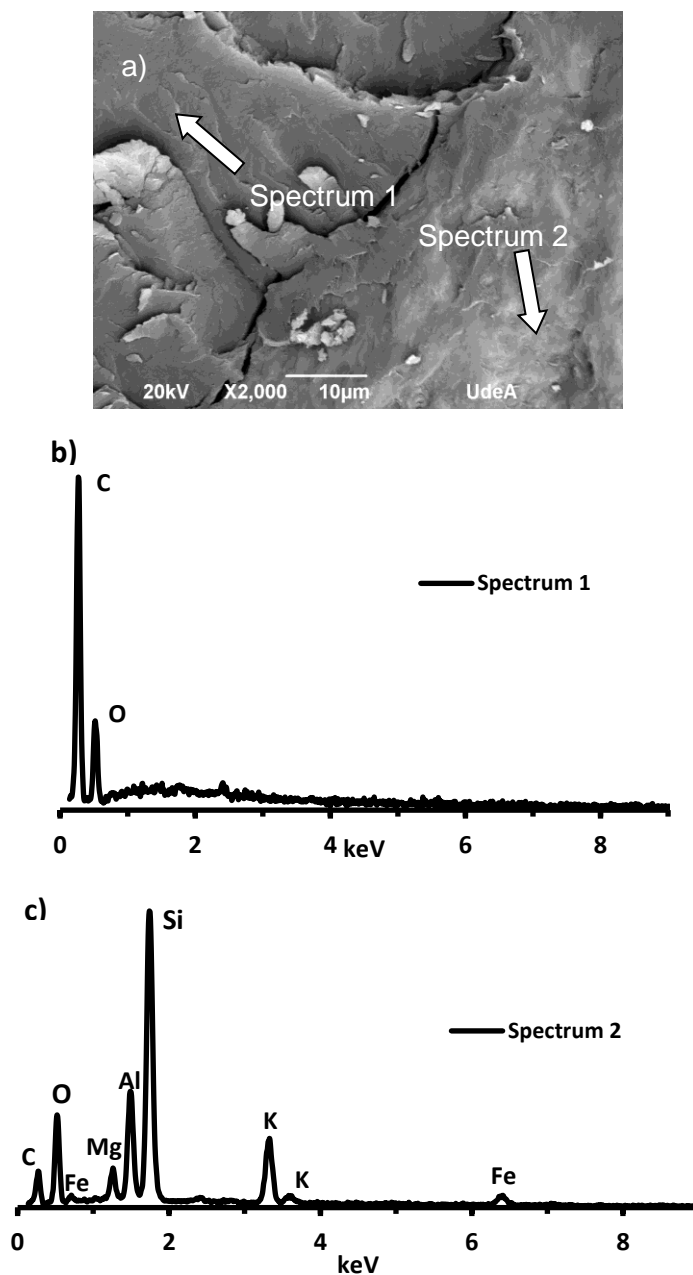 a)
Spectrum 1
Spectrum 2
20kV X2,000 10µm UdeA
b)
C
Spectrum 1
O
0 2 4 6 8
keV
c)
Si
Spectrum 2
Al
O
K
Mg
C
Fe
K
Fe
0 2 4 6 8
keV